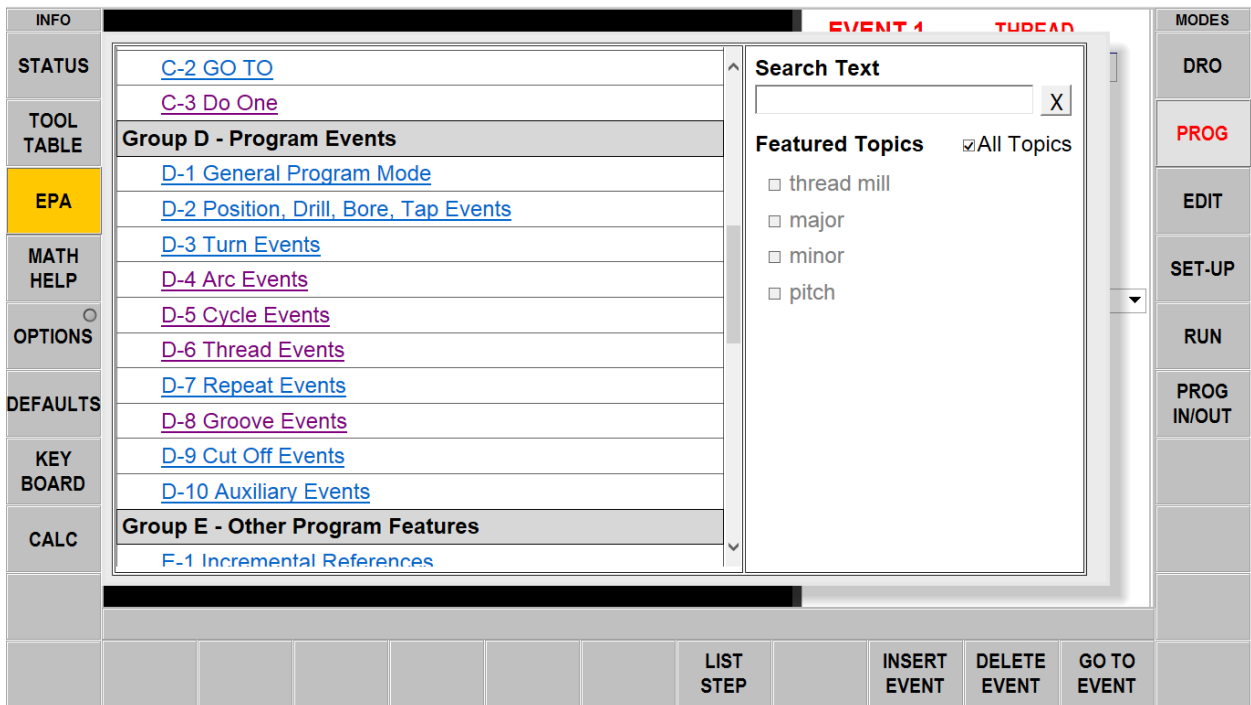 INFO
STATUS
TOOL
TABLE
EPA
MATH
HELP
OPTIONS
DEFAULTS
KEY
BOARD
CALC
EVENT 1 THREAD
C-2 GO TO
C-3 Do One
Group D - Program Events
D-1 General Program Mode
D-2 Position, Drill, Bore, Tap Events
D-3 Turn Events
D-4 Arc Events
D-5 Cycle Events
D-6 Thread Events
D-7 Repeat Events
D-8 Groove Events
D-9 Cut Off Events
D-10 Auxiliary Events
Group E - Other Program Features
E-1 Incremental References
Search Text
X
Featured Topics All Topics
thread mill
major
minor
pitch
MODES
DRO
PROG
EDIT
SET-UP
RUN
PROG
IN/OUT
LIST
STEP
INSERT
EVENT
DELETE
EVENT
GO TO
EVENT